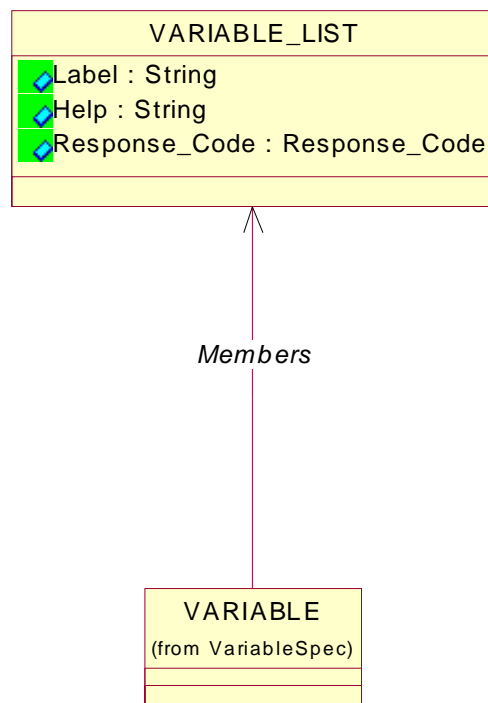 VARIABLE_LIST
Label : String
Help : String
Response_Code : Response_Code
Members
VARIABLE
(from VariableSpec)